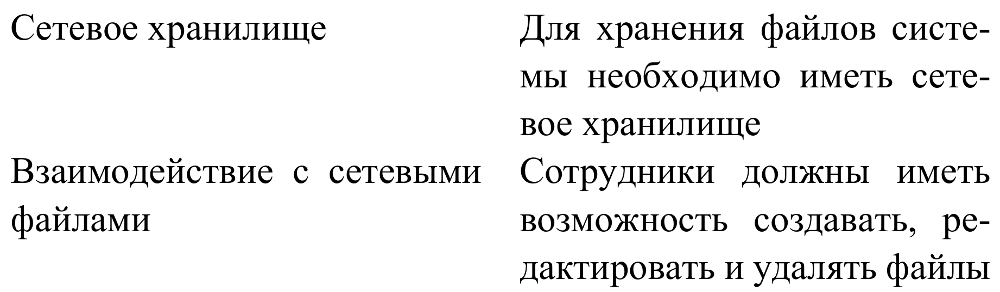 Сетевое хранилище
Для хранения файлов систе-
мы необходимо иметь сете-
вое хранилище
Взаимодействие с сетевыми
файлами
Сотрудники должны иметь
возможность создавать, ре-
дактировать и удалять файлы